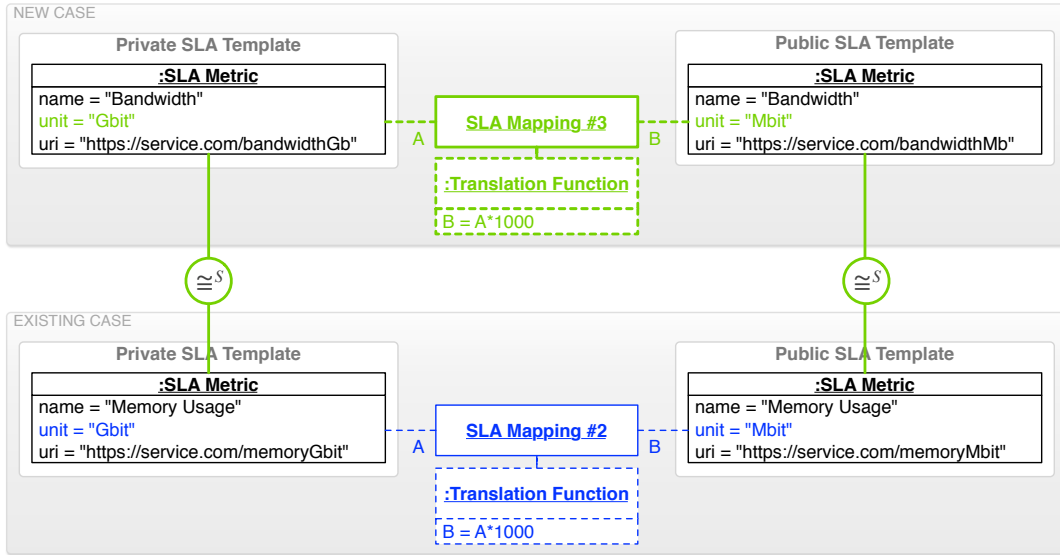 NEW CASE
Private SLA Template
:SLA Metric
name = "Bandwidth"
unit = "Gbit"
uri = "https://service.com/bandwidthGb"
A
SLA Mapping #3
B
:Translation Function
B = A*1000
Public SLA Template
:SLA Metric
name = "Bandwidth"
unit = "Mbit"
uri = "https://service.com/bandwidthMb"
≅S
≅S
EXISTING CASE
Private SLA Template
:SLA Metric
name = "Memory Usage"
unit = "Gbit"
uri = "https://service.com/memoryGbit"
A
SLA Mapping #2
B
:Translation Function
B = A*1000
Public SLA Template
:SLA Metric
name = "Memory Usage"
unit = "Mbit"
uri = "https://service.com/memoryMbit"